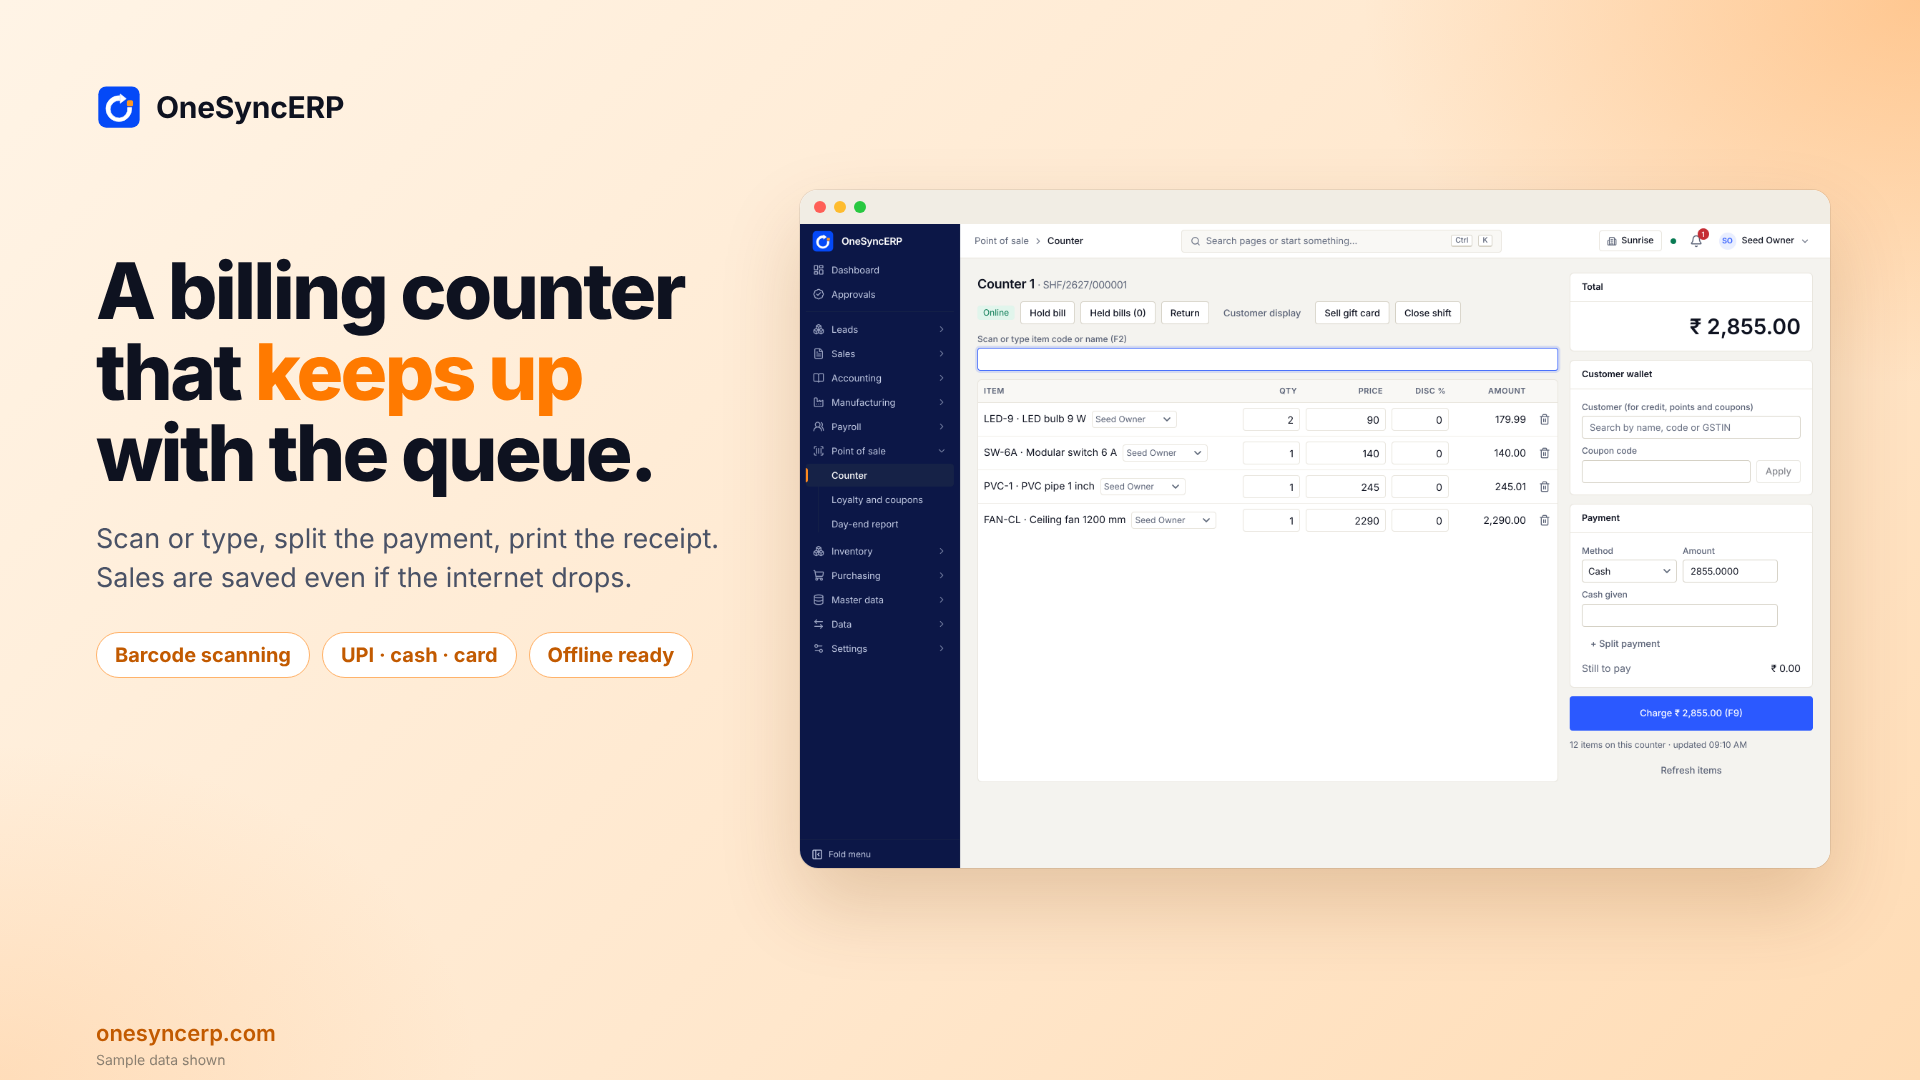 OneSyncERP
A billing counter
that keeps up
with the queue.
Scan or type, split the payment, print the receipt.
Sales are saved even if the internet drops.
Barcode scanning
UPI · cash · card
Offline ready
onesyncerp.com
Sample data shown
OneSyncERP
Dashboard
Approvals
Leads
Sales
Accounting
Manufacturing
Payroll
Point of sale
Counter
Loyalty and coupons
Day-end report
Inventory
Purchasing
Master data
Data
Settings
Fold menu
Point of sale > Counter
Search pages or start something... Ctrl K
Sunrise 1 SO Seed Owner
Counter 1 · SHF/2627/000001
Online Hold bill Held bills (0) Return Customer display Sell gift card Close shift
Scan or type item code or name (F2)
ITEM QTY PRICE DISC % AMOUNT
LED-9 · LED bulb 9 W Seed Owner 2 90 0 179.99
SW-6A · Modular switch 6 A Seed Owner 1 140 0 140.00
PVC-1 · PVC pipe 1 inch Seed Owner 1 245 0 245.01
FAN-CL · Ceiling fan 1200 mm Seed Owner 1 2290 0 2,290.00
Total
₹ 2,855.00
Customer wallet
Customer (for credit, points and coupons)
Search by name, code or GSTIN
Coupon code
Apply
Payment
Method Amount
Cash 2855.0000
Cash given
+ Split payment
Still to pay ₹ 0.00
Charge ₹ 2,855.00 (F9)
12 items on this counter · updated 09:10 AM
Refresh items